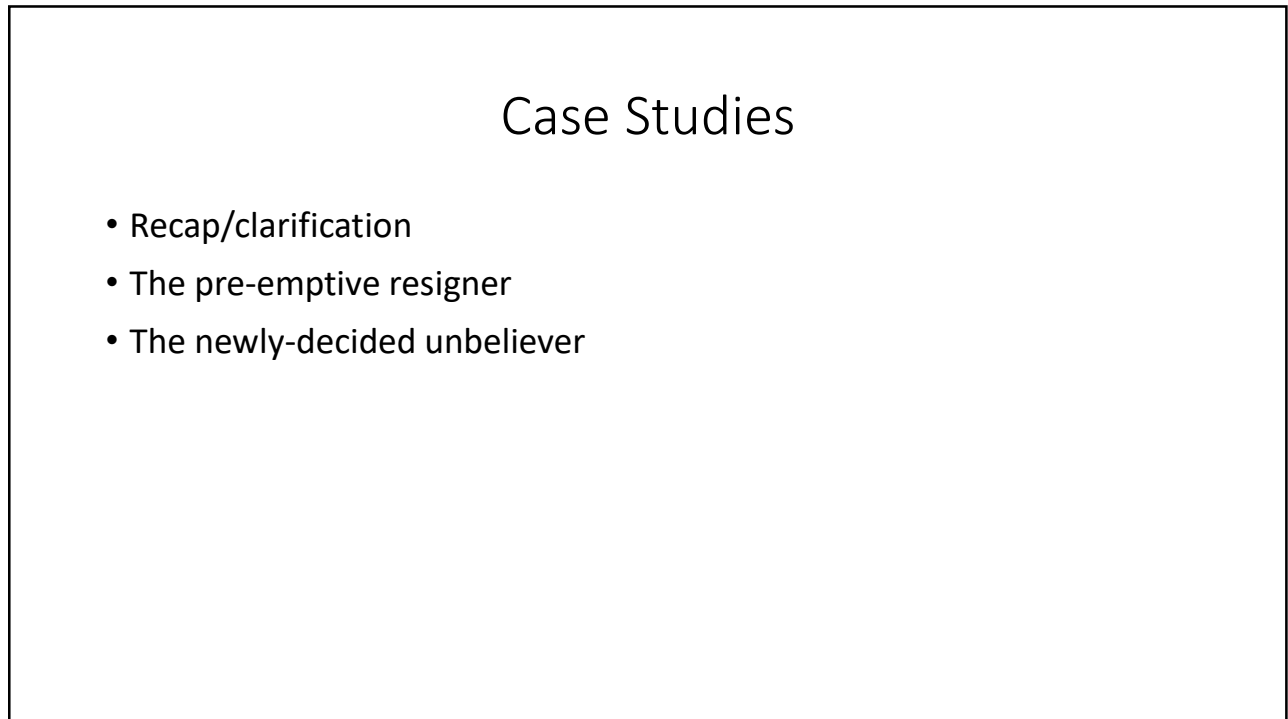 Case Studies
• Recap/clarification
• The pre-emptive resigner
• The newly-decided unbeliever